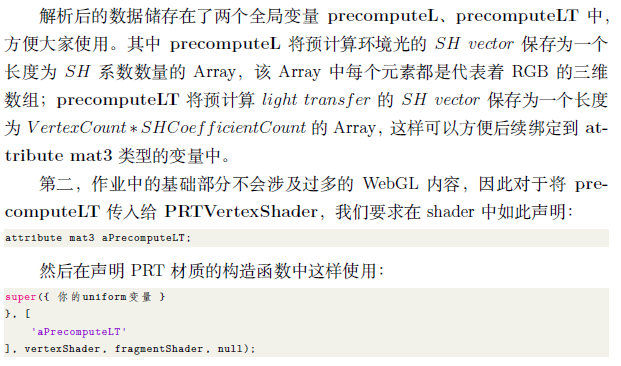 解析后的数据储存在了两个全局变量 precomputeL、precomputeLT 中,
方便大家使用。其中 precomputeL 将预计算环境光的 SH vector 保存为一个
长度为 SH 系数数量的 Array，该 Array 中每个元素都是代表着 RGB 的三维
数组；precomputeLT 将预计算 light transfer 的 SH vector 保存为一个长度
为 VertexCount∗SHCoefficientCount 的 Array，这样可以方便后续绑定到 at-
tribute mat3 类型的变量中。
第二，作业中的基础部分不会涉及过多的 WebGL 内容，因此对于将 pre-
computeLT 传入给 PRTVertexShader，我们要求在 shader 中如此声明：
attribute mat3 aPrecomputeLT;
然后在声明 PRT 材质的构造函数中这样使用：
super({ 你的uniform变量 }
}, [
'aPrecomputeLT'
], vertexShader, fragmentShader, null);